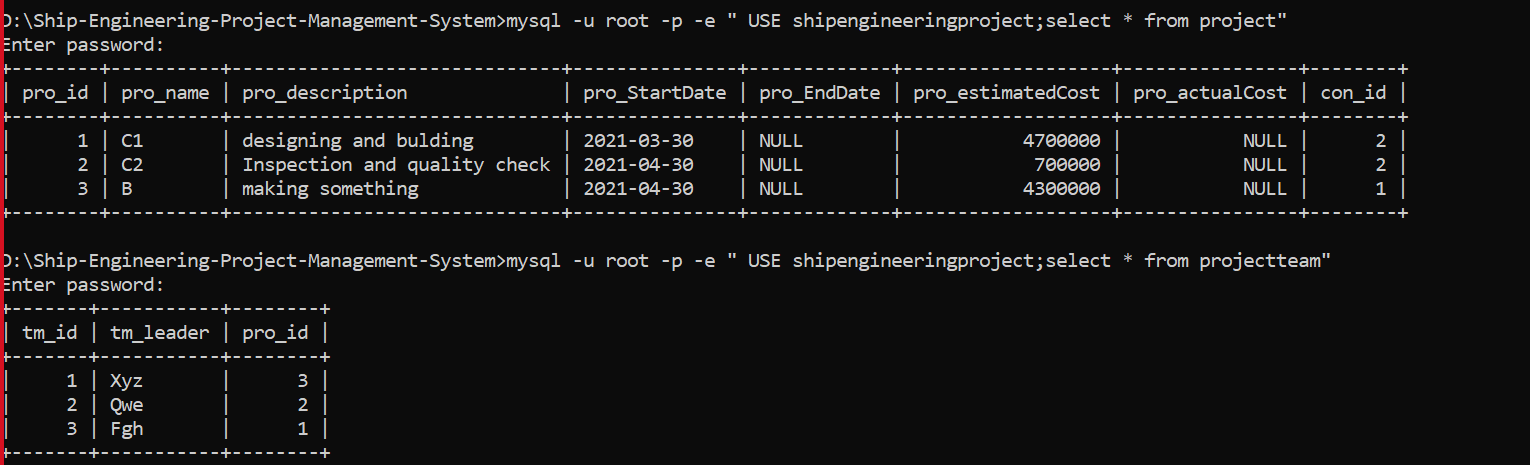 D:\Ship-Engineering-Project-Management-System>mysql -u root -p -e " USE shipengineeringproject;select * from project"
Enter password:
+--------+----------+------------------------------+---------------+-------------+-------------------+----------------+--------+
| pro_id | pro_name | pro_description              | pro_StartDate | pro_EndDate | pro_estimatedCost | pro_actualCost | con_id |
+--------+----------+------------------------------+---------------+-------------+-------------------+----------------+--------+
|      1 | C1       | designing and bulding        | 2021-03-30    | NULL        |           4700000 |           NULL |      2 |
|      2 | C2       | Inspection and quality check | 2021-04-30    | NULL        |            700000 |           NULL |      2 |
|      3 | B        | making something             | 2021-04-30    | NULL        |           4300000 |           NULL |      1 |
+--------+----------+------------------------------+---------------+-------------+-------------------+----------------+--------+
D:\Ship-Engineering-Project-Management-System>mysql -u root -p -e " USE shipengineeringproject;select * from projectteam"
Enter password:
+-------+-----------+--------+
| tm_id | tm_leader | pro_id |
+-------+-----------+--------+
|     1 | Xyz       |      3 |
|     2 | Qwe       |      2 |
|     3 | Fgh       |      1 |
+-------+-----------+--------+